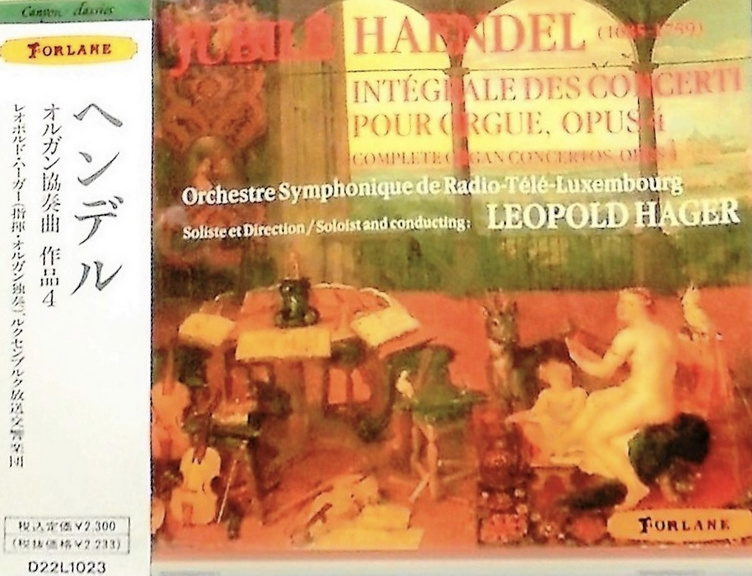 Canyon classics
FORLANE
ヘンデル
オルガン協奏曲 作品4
レオポルド・ハーガー(指揮・オルガン独奏)、ルクセンブルク放送交響楽団
税込定価¥2,300
(税抜価格¥2,233)
D22L1023
JUBILÉ HAENDEL (1685-1759)
INTÉGRALE DES CONCERTI
POUR ORGUE, OPUS 4
COMPLETE ORGAN CONCERTOS, OPUS 4
Orchestre Symphonique de Radio-Télé-Luxembourg
Soliste et Direction / Soloist and conducting: LEOPOLD HAGER
FORLANE